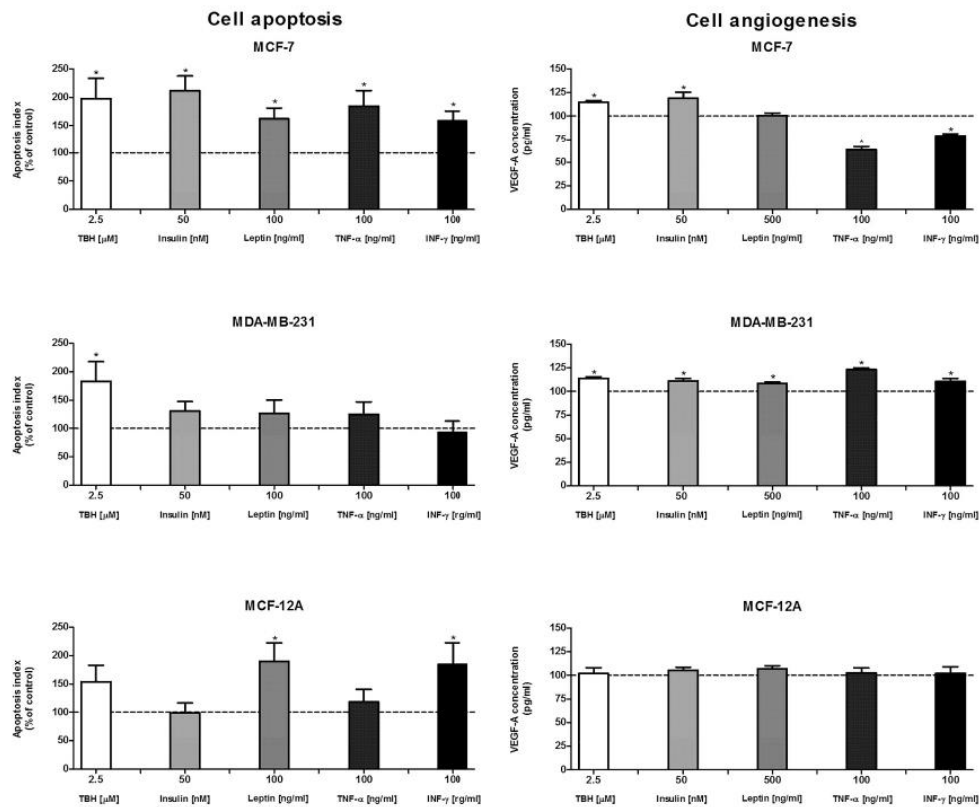 Cell apoptosis
MCF-7
Apoptosis index
(% of control)
250
200
150
100
50
0
2.5 50 100 100 100
TBH [µM] Insulin [nM] Leptin [ng/ml] TNF-α [ng/ml] INF-γ [ng/ml]
MDA-MB-231
Apoptosis index
(% of control)
250
200
150
100
50
0
2.5 50 100 100 100
TBH [µM] Insulin [nM] Leptin [ng/ml] TNF-α [ng/ml] INF-γ [rg/ml]
MCF-12A
Apoptosis index
(% of control)
250
200
150
100
50
0
2.5 50 100 100 100
TBH [µM] Insulin [nM] Leptin [ng/ml] TNF-α [ng/ml] INF-γ [rg/ml]
Cell angiogenesis
MCF-7
VEGF-A concentration
(pg/ml)
150
125
100
75
50
25
0
2.5 50 500 100 100
TBH [µM] Insulin [nM] Leptin [ng/ml] TNF-α [ng/ml] INF-γ [ng/ml]
MDA-MB-231
VEGF-A concentration
(pg/ml)
150
125
100
75
50
25
0
2.5 50 500 100 100
TBH [µM] Insulin [nM] Leptin [ng/ml] TNF-α [ng/ml] INF-γ [ng/ml]
MCF-12A
VEGF-A concentration
(pg/ml)
150
125
100
75
50
25
0
2.5 50 500 100 100
TBH [µM] Insulin [nM] Leptin [ng/ml] TNF-α [ng/ml] INF-γ [ng/ml]